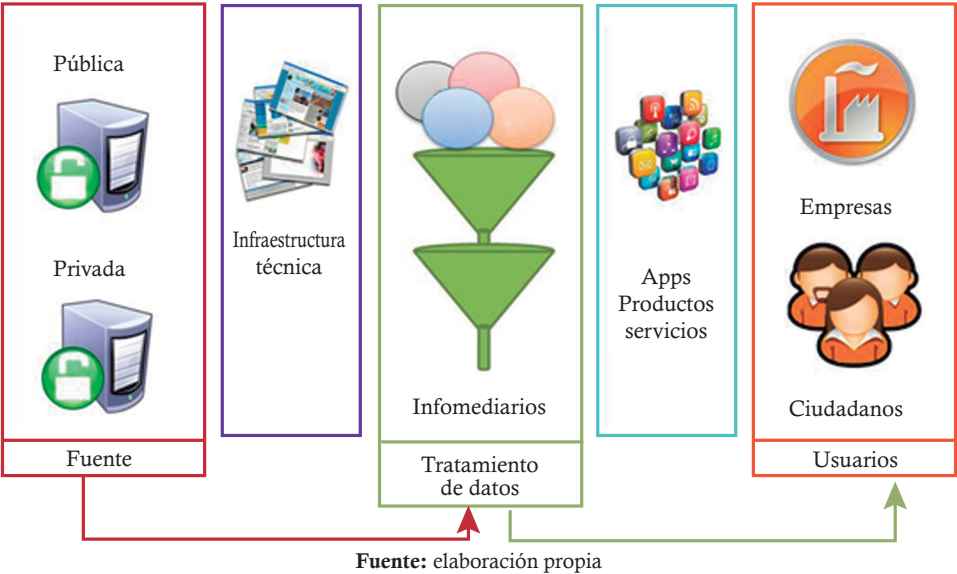 Pública
Privada
Fuente
Infraestructura
técnica
Infomediarios
Tratamiento
de datos
Apps
Productos
servicios
Empresas
Ciudadanos
Usuarios
Fuente: elaboración propia